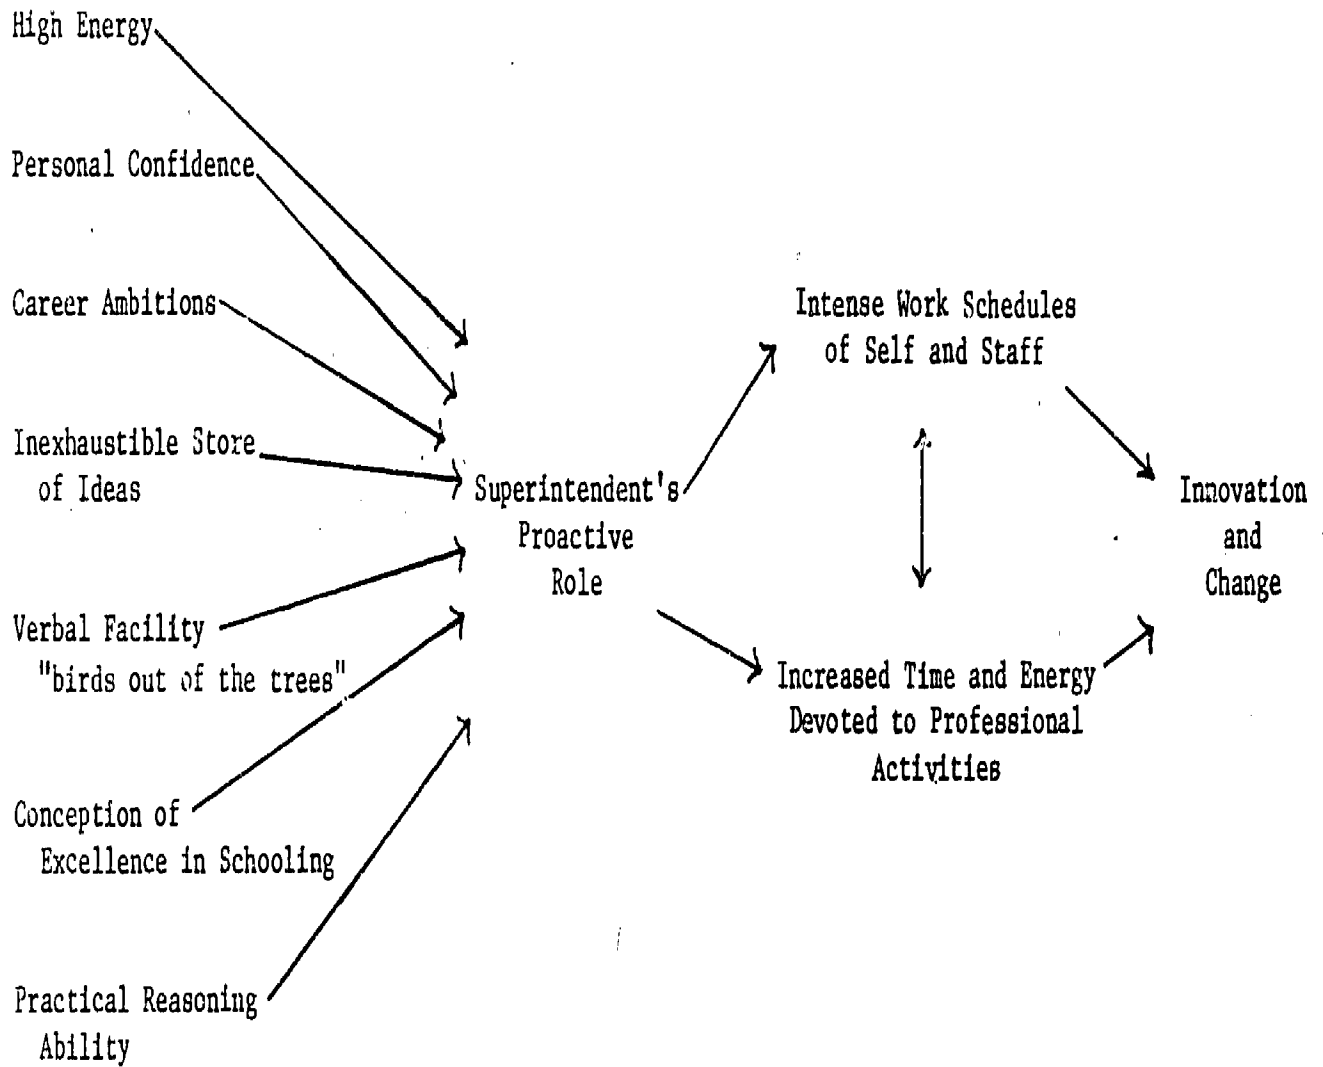 High Energy
Personal Confidence
Career Ambitions
Inexhaustible Store
of Ideas
Verbal Facility
"birds out of the trees"
Conception of
Excellence in Schooling
Practical Reasoning
Ability
Superintendent's
Proactive
Role
Intense Work Schedules
of Self and Staff
Increased Time and Energy
Devoted to Professional
Activities
Innovation
and
Change